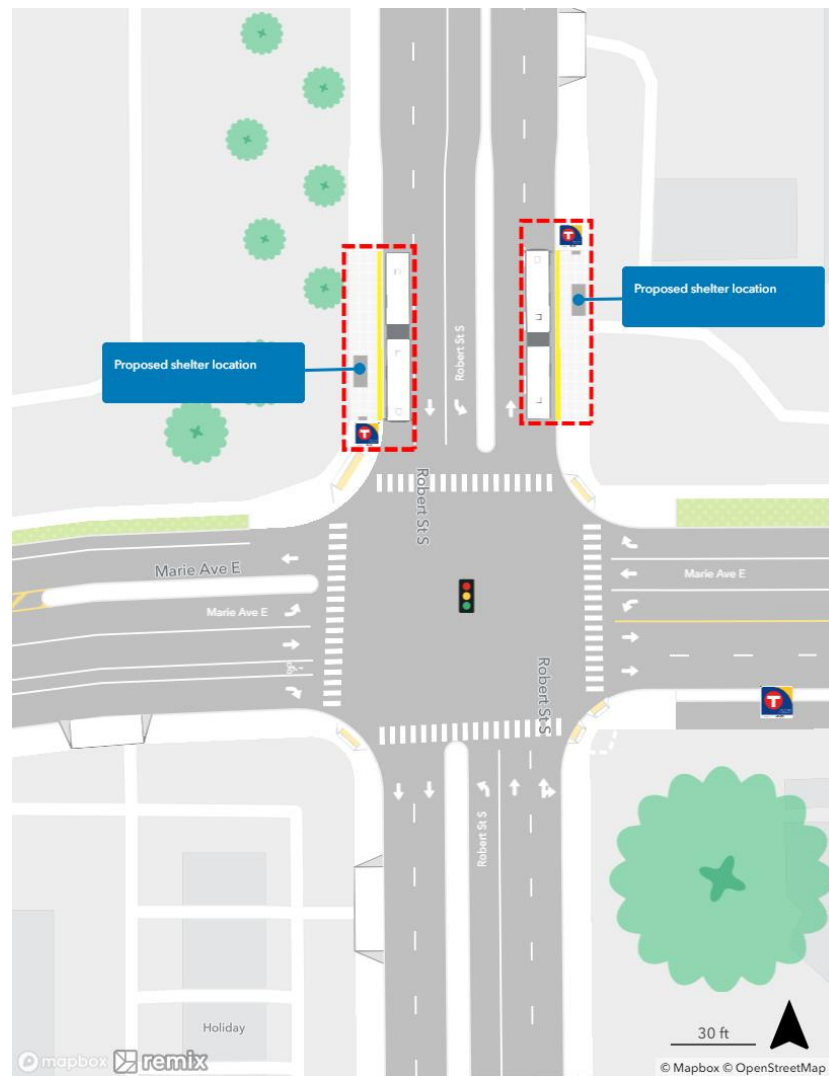 Proposed shelter location
Robert St S
Proposed shelter location
Robert St S
Marie Ave E
Marie Ave E
Marie Ave E
Robert St S
Robert St S
Holiday
30 ft
mapbox remix
© Mapbox © OpenStreetMap